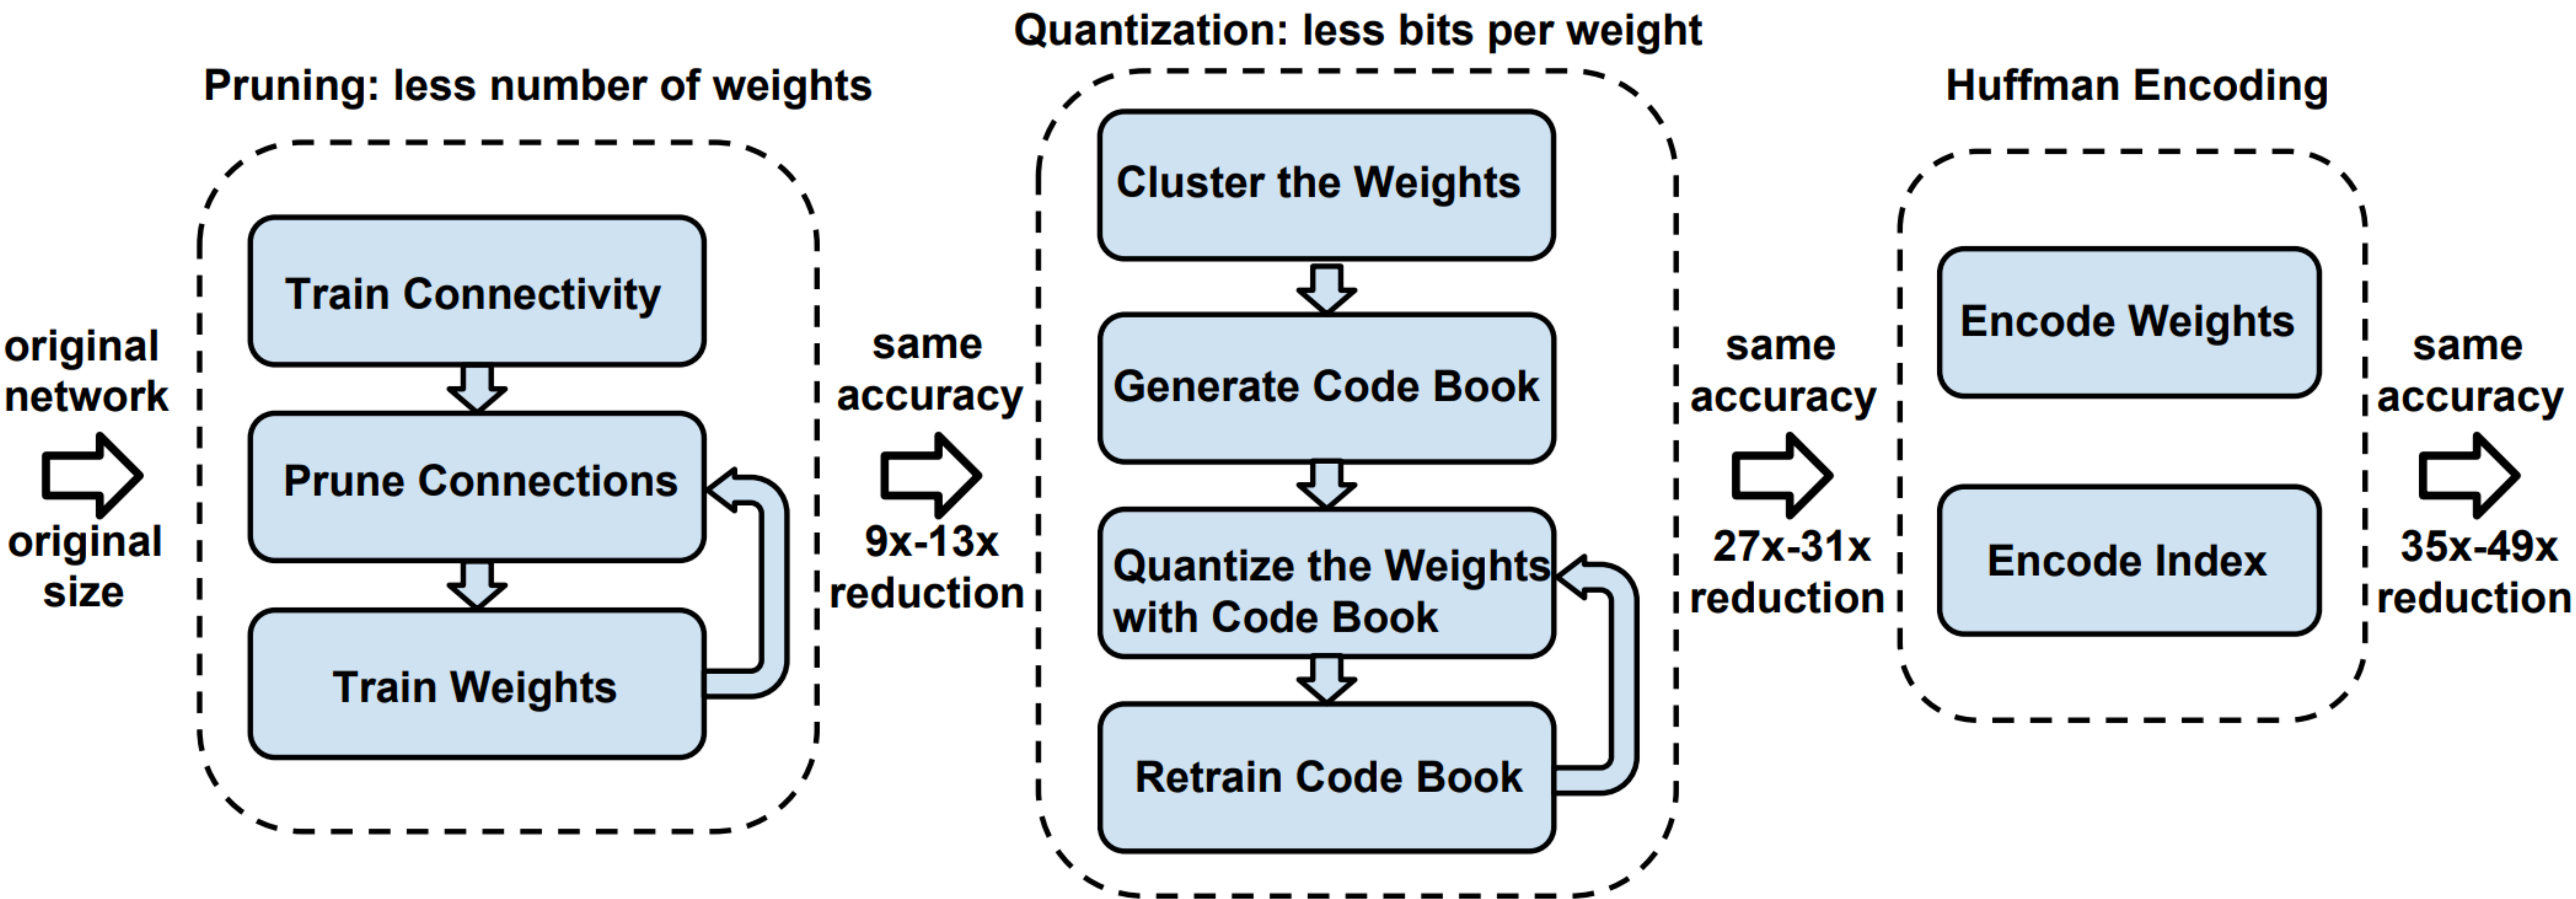 Pruning: less number of weights
Quantization: less bits per weight
Huffman Encoding
original
network
original
size
Train Connectivity
Prune Connections
Train Weights
same
accuracy
9x-13x
reduction
Cluster the Weights
Generate Code Book
Quantize the Weights
with Code Book
Retrain Code Book
same
accuracy
27x-31x
reduction
Encode Weights
Encode Index
same
accuracy
35x-49x
reduction